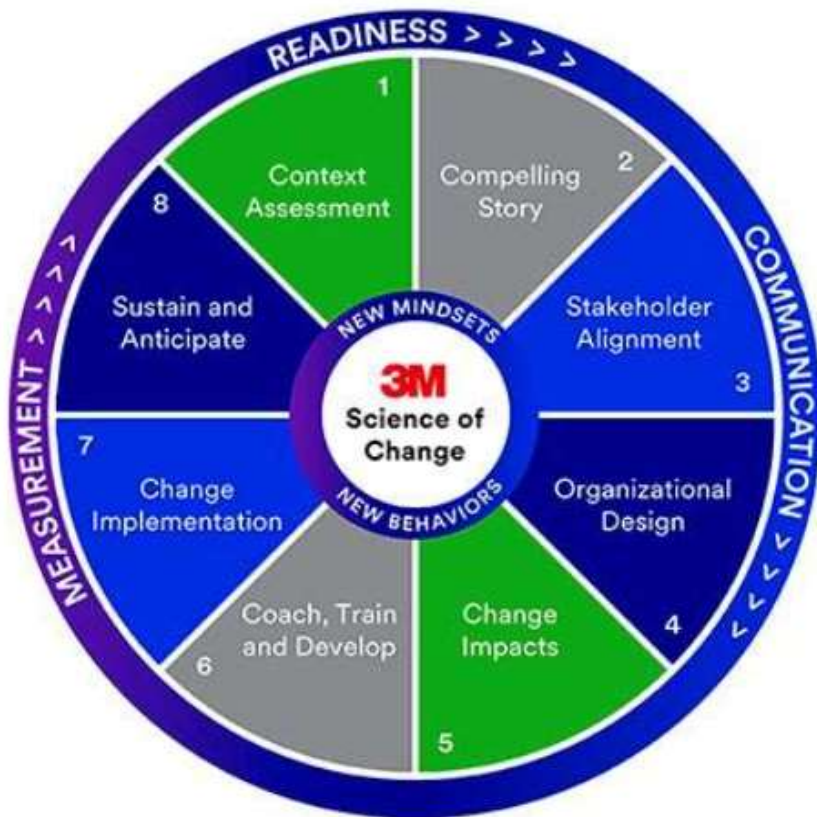 READINESS > > > >
1
Context
Assessment
2
Compelling
Story
Stakeholder
Alignment
3
COMMUNICATION > > > >
Organizational
Design
4
Change
Impacts
5
Coach, Train
and Develop
6
7
Change
Implementation
8
Sustain and
Anticipate
MEASUREMENT > > > >
NEW MINDSETS
3M
Science of
Change
NEW BEHAVIORS